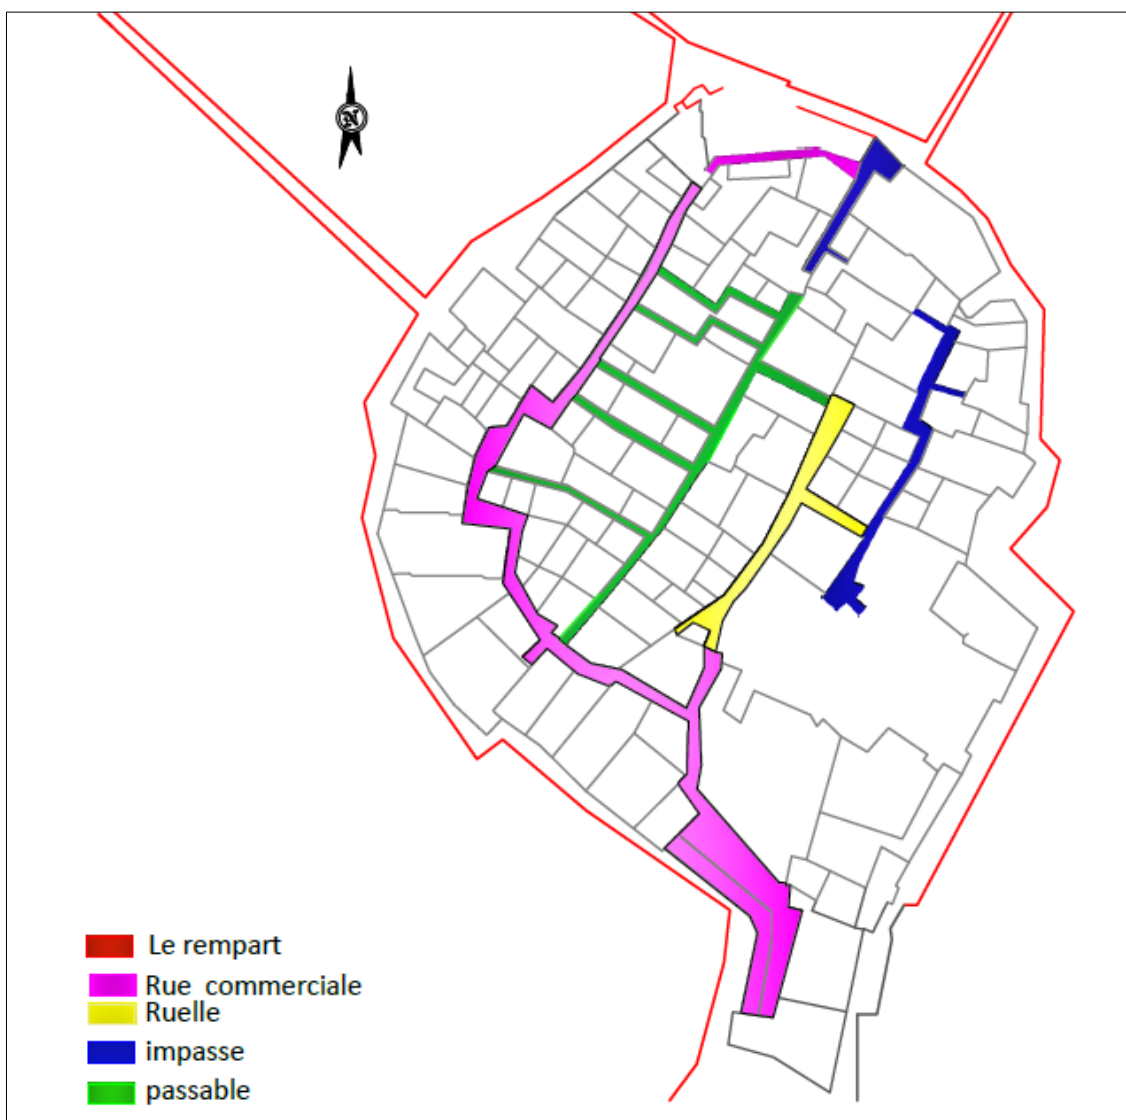 N
Le rempart
Rue commerciale
Ruelle
impasse
passable